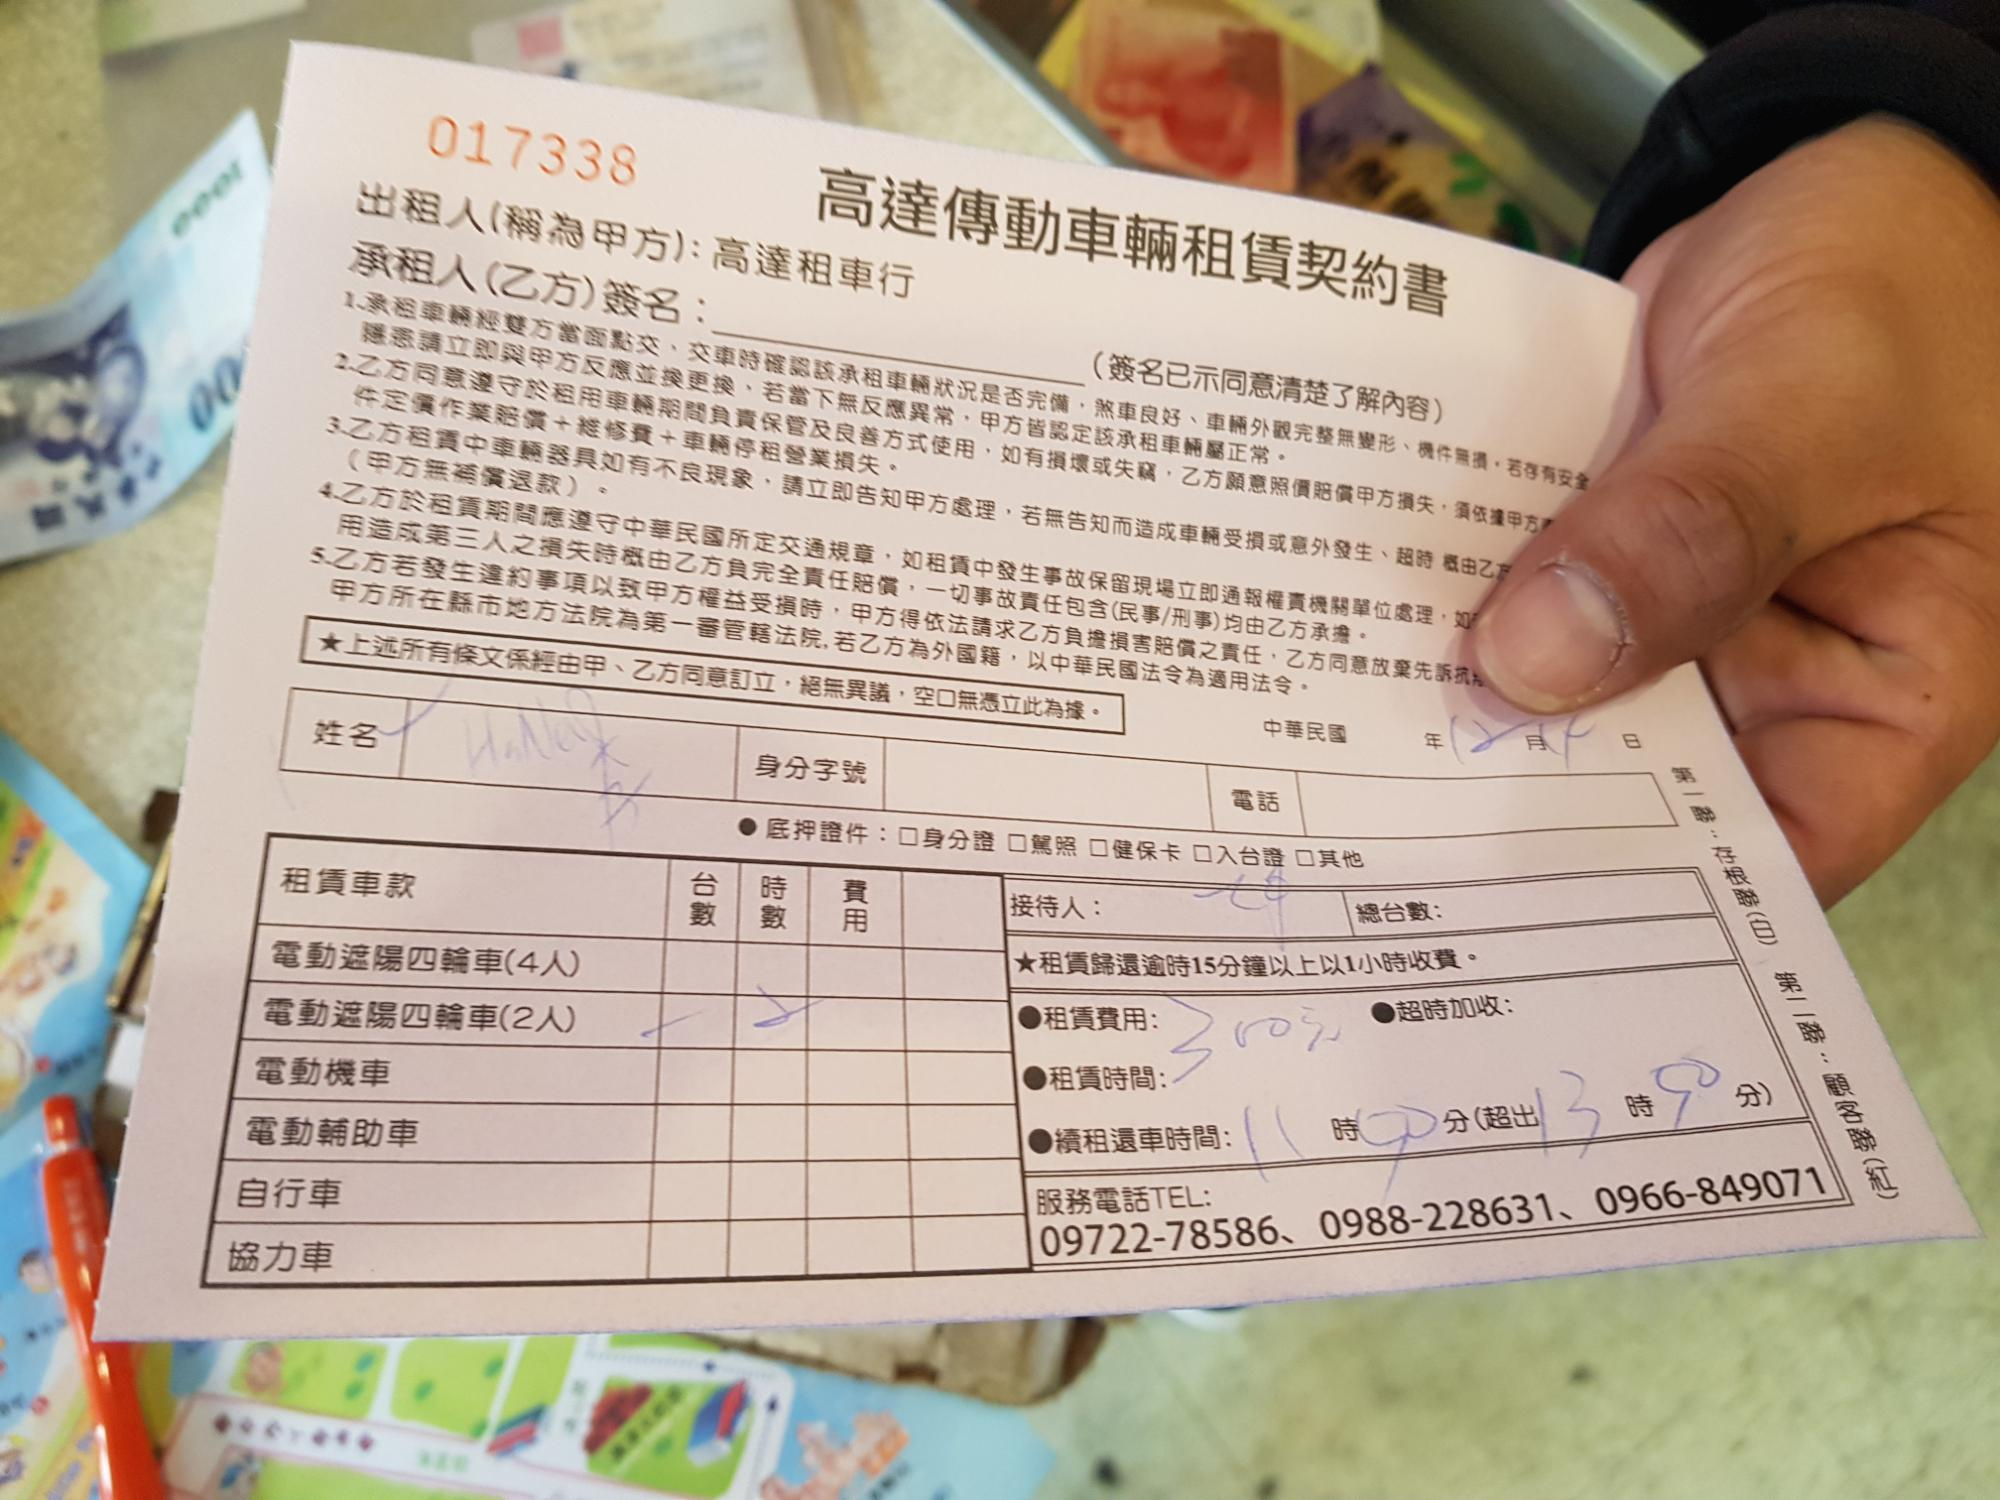 017338
高達傳動車輛租賃契約書
出租人(稱為甲方):高達租車行
承租人(乙方)簽名:
(簽名已示同意清楚了解內容)
1.承租車輛經雙方當面點交、交車時確認該承租車輛狀況是否完備,煞車良好、車輛外觀完整無變形、機件無損,若存有安全
隱患請立即與甲方反應並換更換,若當下無反應異常,甲方皆認定該承租車輛屬正常。
2.乙方同意遵守於租用車輛期間負責保管及良善方式使用,如有損壞或失竊,乙方願意照價賠償甲方損失,須依據甲方
件定價作業賠償+維修費+車輛停租營業損失。
3.乙方租賃中車輛器具如有不良現象,請立即告知甲方處理,若無告知而造成車輛受損或意外發生、超時 概由乙方
(甲方無補償退款)。
4.乙方於租賃期間應遵守中華民國所定交通規章,如租賃中發生事故保留現場立即通報權責機關單位處理,如
用造成第三人之損失時概由乙方負完全責任賠償,一切事故責任包含(民事/刑事)均由乙方承擔。
5.乙方若發生違約事項以致甲方權益受損時,甲方得依法請求乙方負擔損害賠償之責任,乙方同意放棄先訴抗
甲方所在縣市地方法院為第一審管轄法院,若乙方為外國籍,以中華民國法令為適用法令。
★上述所有條文係經由甲、乙方同意訂立,絕無異議,空口無憑立此為據。
中華民國 年 12 月 14 日
姓名 身分字號 電話
●底押證件:□身分證 □駕照 □健保卡 □入台證 □其他
租賃車款 台數 時數 費用
電動遮陽四輪車(4人)
電動遮陽四輪車(2人) 一 2
電動機車
電動輔助車
自行車
協力車
接待人: 總台數:
★租賃歸還逾時15分鐘以上以1小時收費。
●租賃費用: 300元 ●超時加收:
●租賃時間:
●續租還車時間: 11 時 50 分(超出 13 時 50 分)
服務電話TEL:
09722-78586、0988-228631、0966-849071
第一聯:存根聯(白) 第二聯:顧客聯(紅)
1000